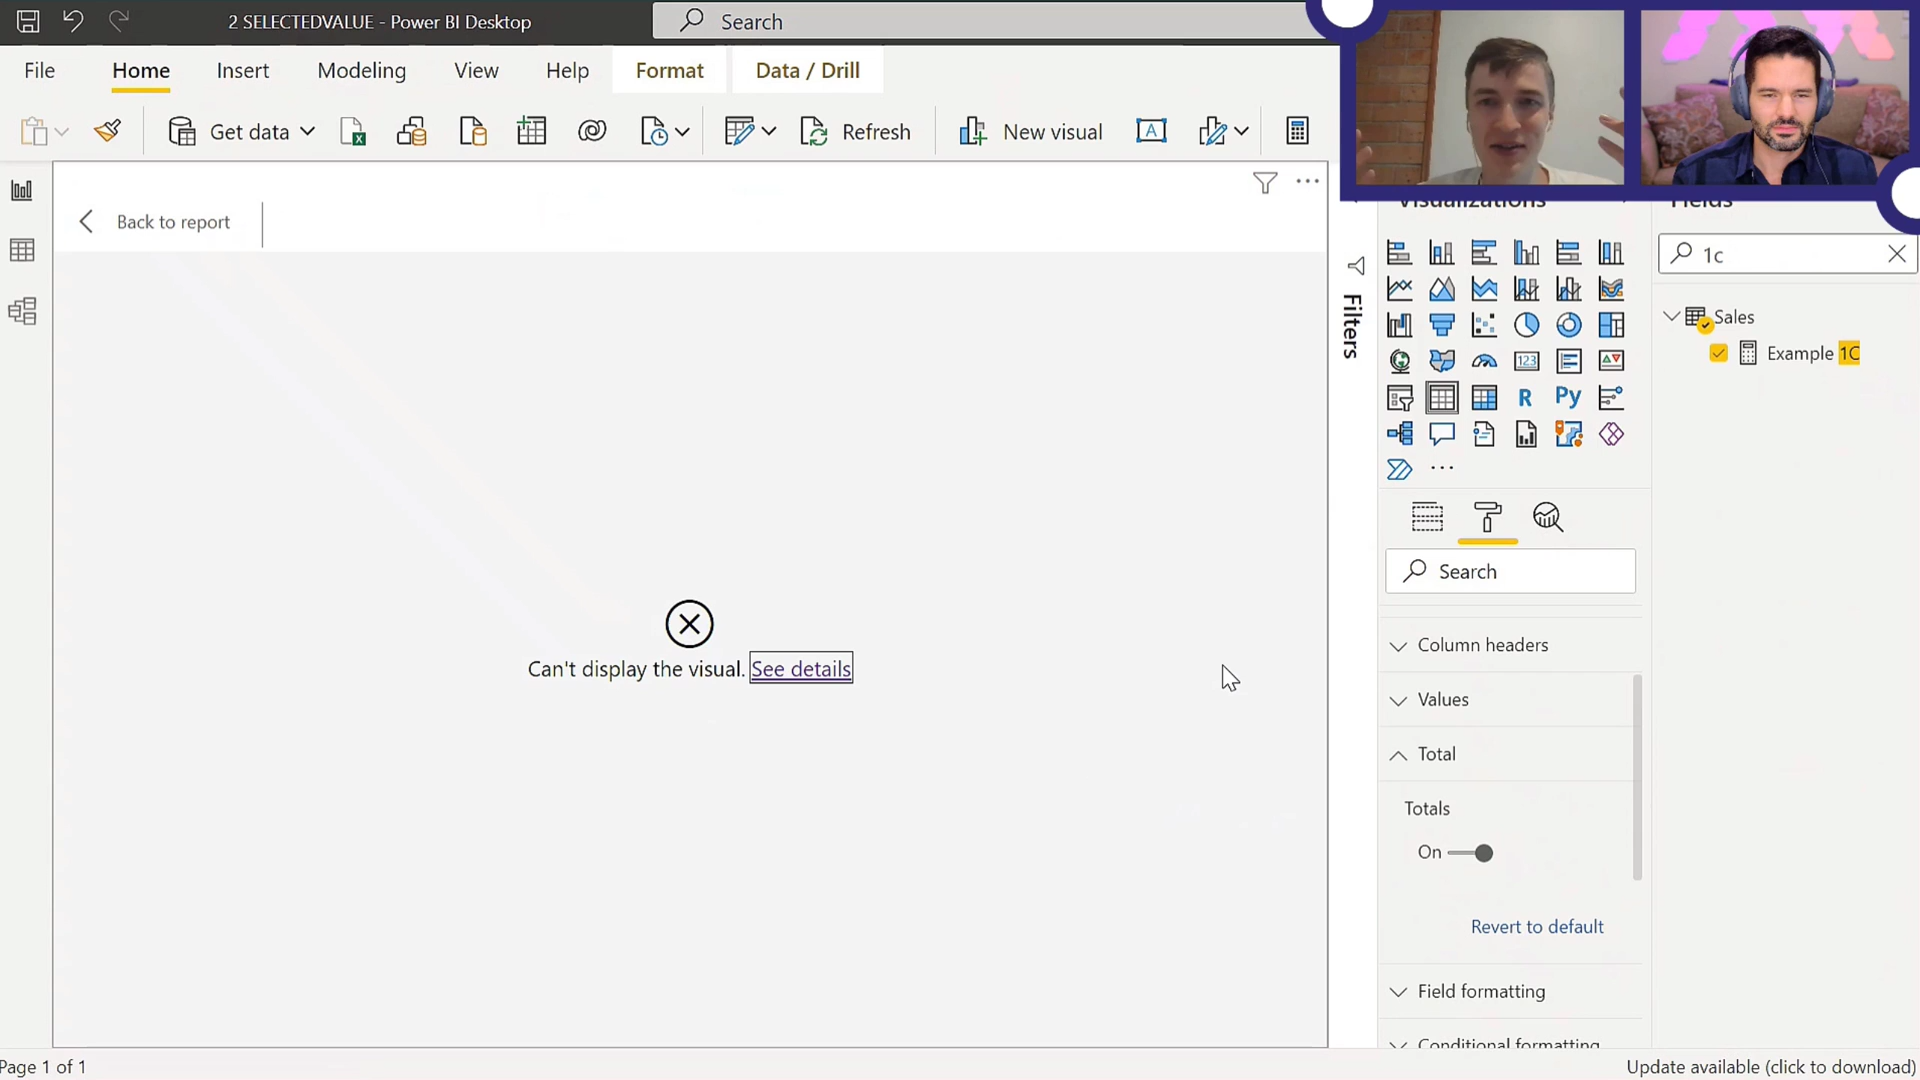 2 SELECTEDVALUE - Power BI Desktop
Search
File
Home
Insert
Modeling
View
Help
Format
Data / Drill
Get data
Refresh
New visual
Back to report
Filters
Visualizations
Fields
1c
Sales
Example 1C
123
R
Py
Search
Can't display the visual. See details
Column headers
Values
Total
Totals
On
Revert to default
Field formatting
Conditional formatting
Page 1 of 1
Update available (click to download)